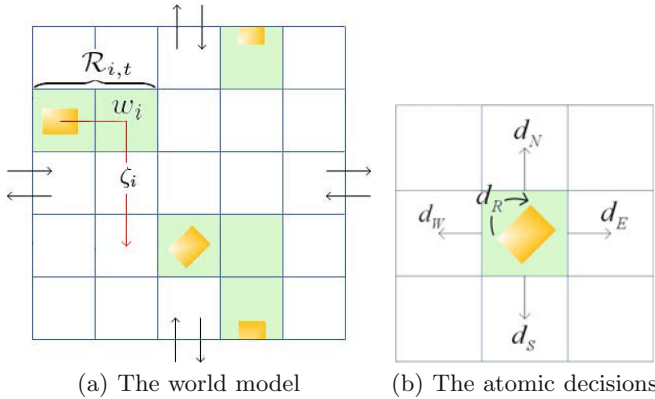 ℛ_{i,t}
w_i
ζ_i
d_N
d_R
d_W
d_E
d_S
(a) The world model
(b) The atomic decisions